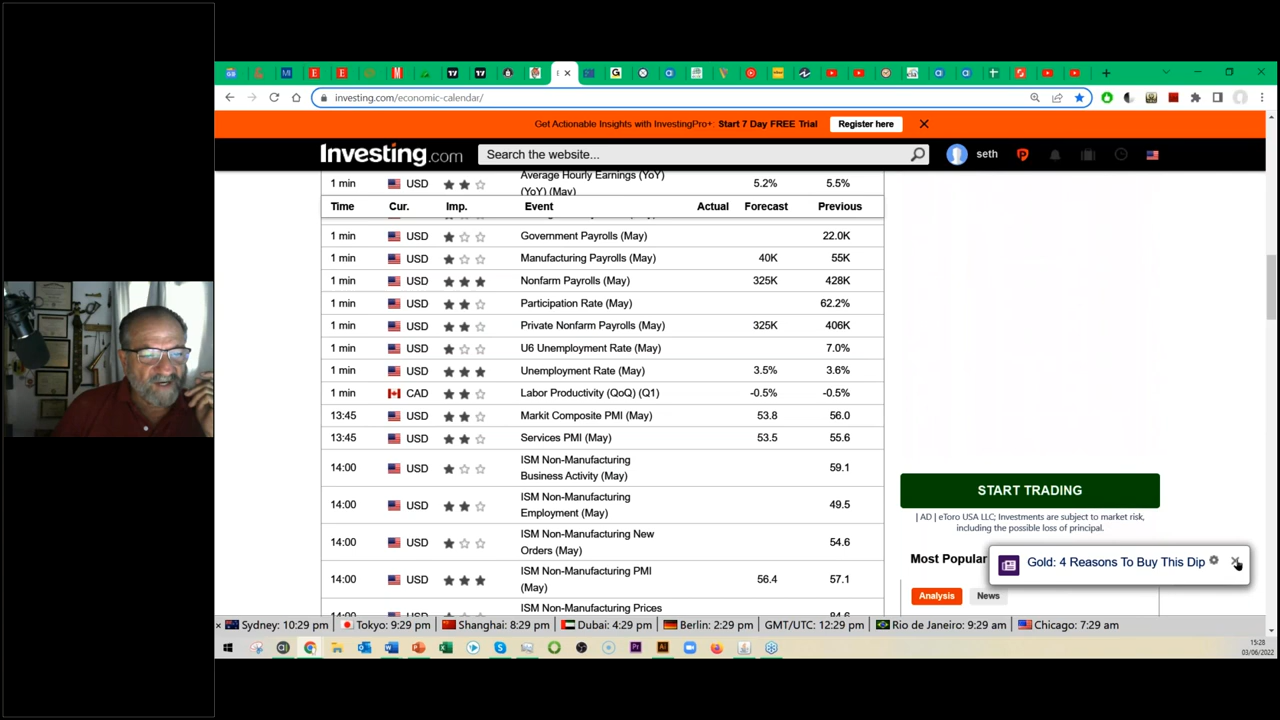 investing.com/economic-calendar/
Get Actionable Insights with InvestingPro+ Start 7 Day FREE Trial Register here
Investing.com Search the website... seth
Average Hourly Earnings (YoY)
1 min USD (YoY) (May) 5.2% 5.5%
Time Cur. Imp. Event Actual Forecast Previous
1 min USD Government Payrolls (May) 22.0K
1 min USD Manufacturing Payrolls (May) 40K 55K
1 min USD Nonfarm Payrolls (May) 325K 428K
1 min USD Participation Rate (May) 62.2%
1 min USD Private Nonfarm Payrolls (May) 325K 406K
1 min USD U6 Unemployment Rate (May) 7.0%
1 min USD Unemployment Rate (May) 3.5% 3.6%
1 min CAD Labor Productivity (QoQ) (Q1) -0.5% -0.5%
13:45 USD Markit Composite PMI (May) 53.8 56.0
13:45 USD Services PMI (May) 53.5 55.6
ISM Non-Manufacturing
14:00 USD Business Activity (May) 59.1
ISM Non-Manufacturing
14:00 USD Employment (May) 49.5
ISM Non-Manufacturing New
14:00 USD Orders (May) 54.6
ISM Non-Manufacturing PMI
14:00 USD (May) 56.4 57.1
ISM Non-Manufacturing Prices
14:00 USD 84.6
START TRADING
| AD | eToro USA LLC; Investments are subject to market risk,
including the possible loss of principal.
Most Popular
Gold: 4 Reasons To Buy This Dip
Analysis News
Sydney: 10:29 pm Tokyo: 9:29 pm Shanghai: 8:29 pm Dubai: 4:29 pm Berlin: 2:29 pm GMT/UTC: 12:29 pm Rio de Janeiro: 9:29 am Chicago: 7:29 am
15:28
03/06/2022